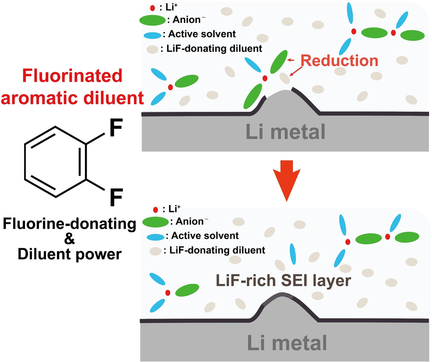 Fluorinated
aromatic diluent
F
F
Fluorine-donating
&
Diluent power
: Li⁺
: Anion⁻
: Active solvent
: LiF-donating diluent
Reduction
Li metal
: Li⁺
: Anion⁻
: Active solvent
: LiF-donating diluent
LiF-rich SEI layer
Li metal